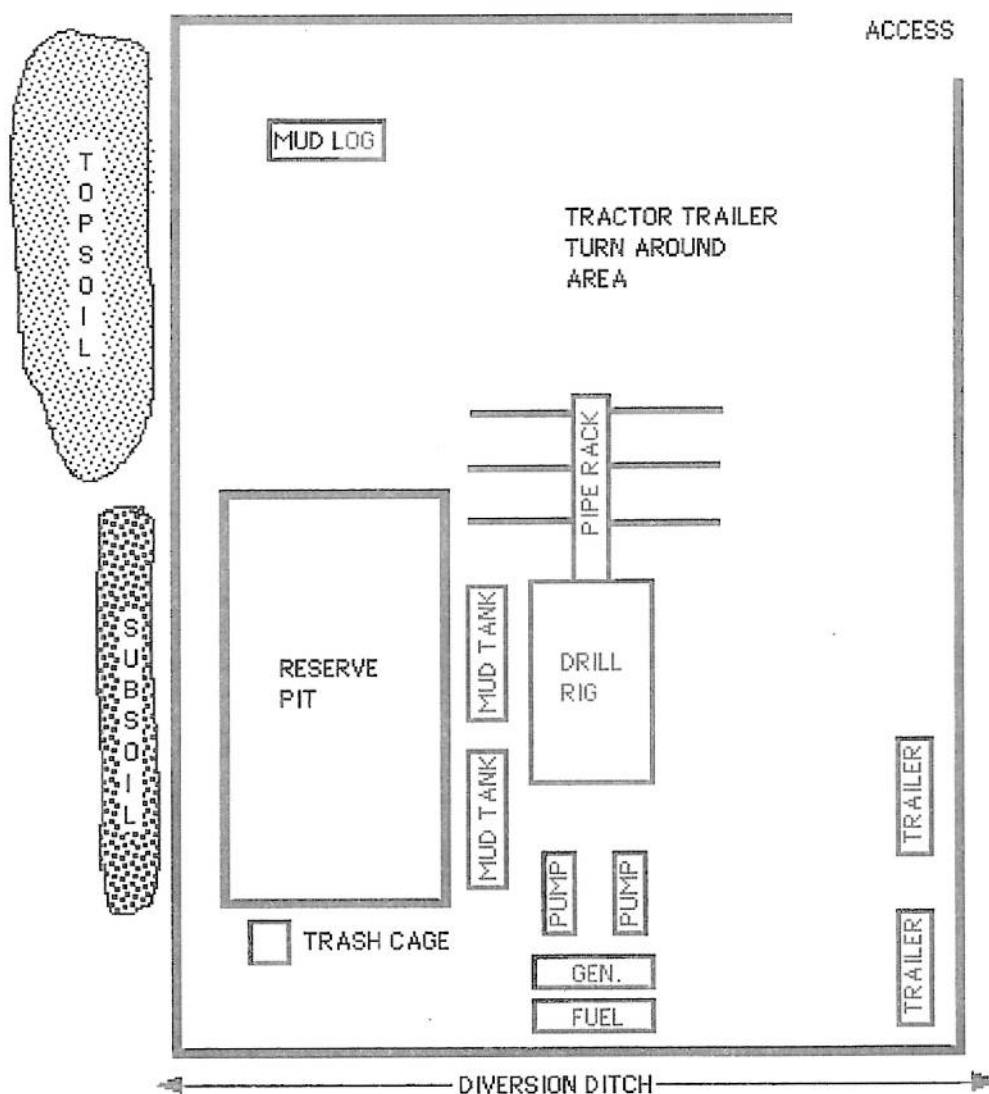 ACCESS
MUD LOG
TOPSOIL
TRACTOR TRAILER
TURN AROUND
AREA
PIPE RACK
SUBSOIL
RESERVE
PIT
MUD TANK
DRILL
RIG
MUD TANK
TRAILER
PUMP
PUMP
TRASH CAGE
GEN.
TRAILER
FUEL
DIVERSION DITCH